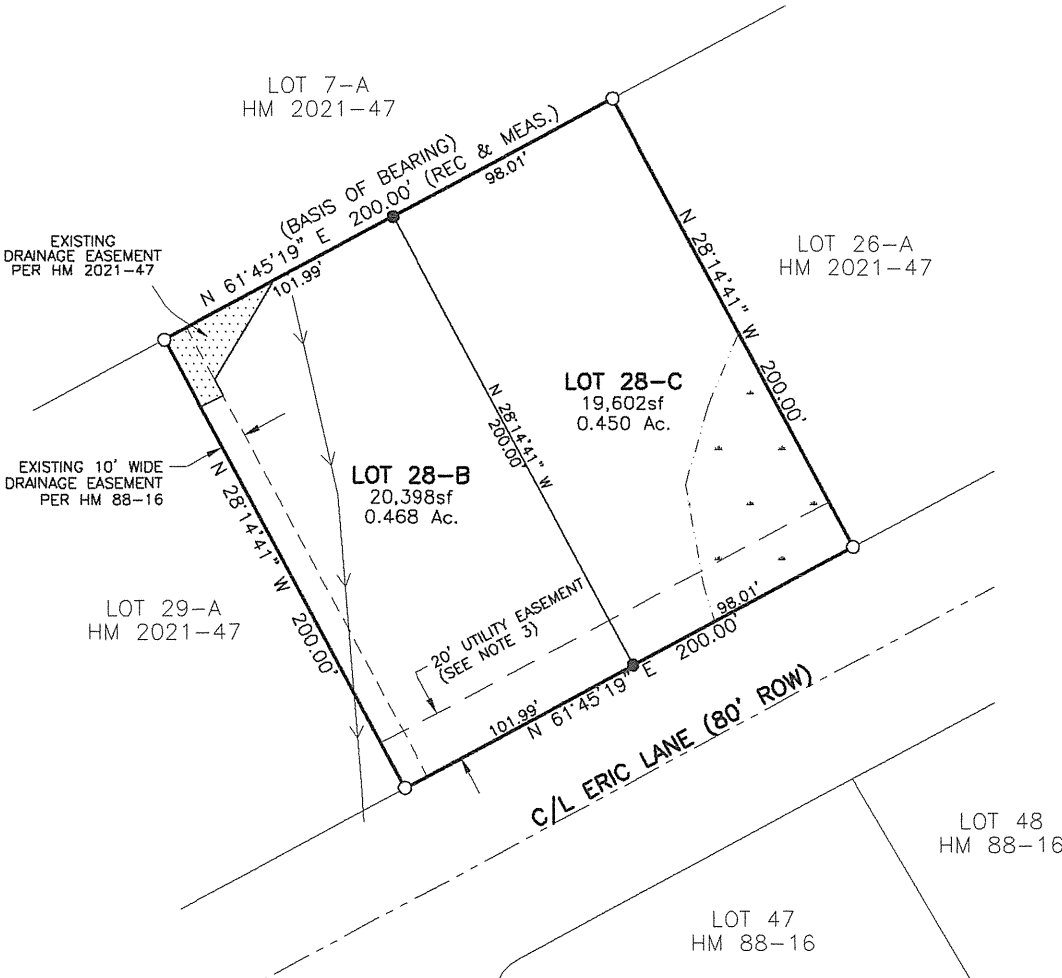 LOT 7-A
HM 2021-47
(BASIS OF BEARING)
N 61°45'19" E 200.00' (REC & MEAS.)
98.01'
101.99'
EXISTING
DRAINAGE EASEMENT
PER HM 2021-47
LOT 26-A
HM 2021-47
N 28°14'41" W 200.00'
LOT 28-C
19,602sf
0.450 Ac.
N 28°14'41" W
200.00'
LOT 28-B
20,398sf
0.468 Ac.
EXISTING 10' WIDE
DRAINAGE EASEMENT
PER HM 88-16
N 28°14'41" W 200.00'
LOT 29-A
HM 2021-47
20' UTILITY EASEMENT
(SEE NOTE 3)
98.01'
101.99'
N 61°45'19" E 200.00'
C/L ERIC LANE (80' ROW)
LOT 48
HM 88-16
LOT 47
HM 88-16